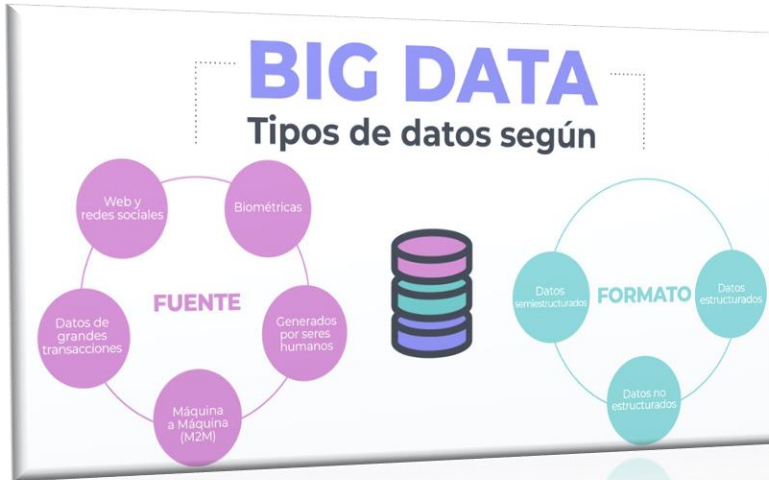 BIG DATA
Tipos de datos según
Web y
redes sociales
Biométricas
FUENTE
Datos de
grandes
transacciones
Generados
por seres
humanos
Máquina
a Máquina
(M2M)
Datos
semiestructurados
FORMATO
Datos
estructurados
Datos no
estructurados